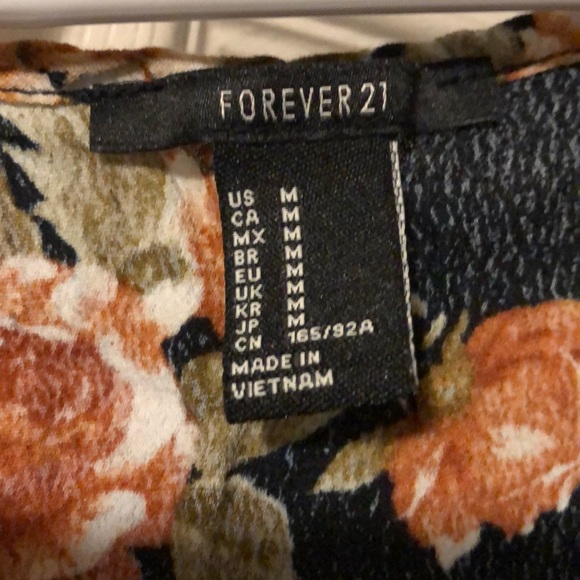 FOREVER 21
US M
CA M
MX M
BR M
EU M
UK M
KR M
JP M
CN 165/92A
MADE IN
VIETNAM